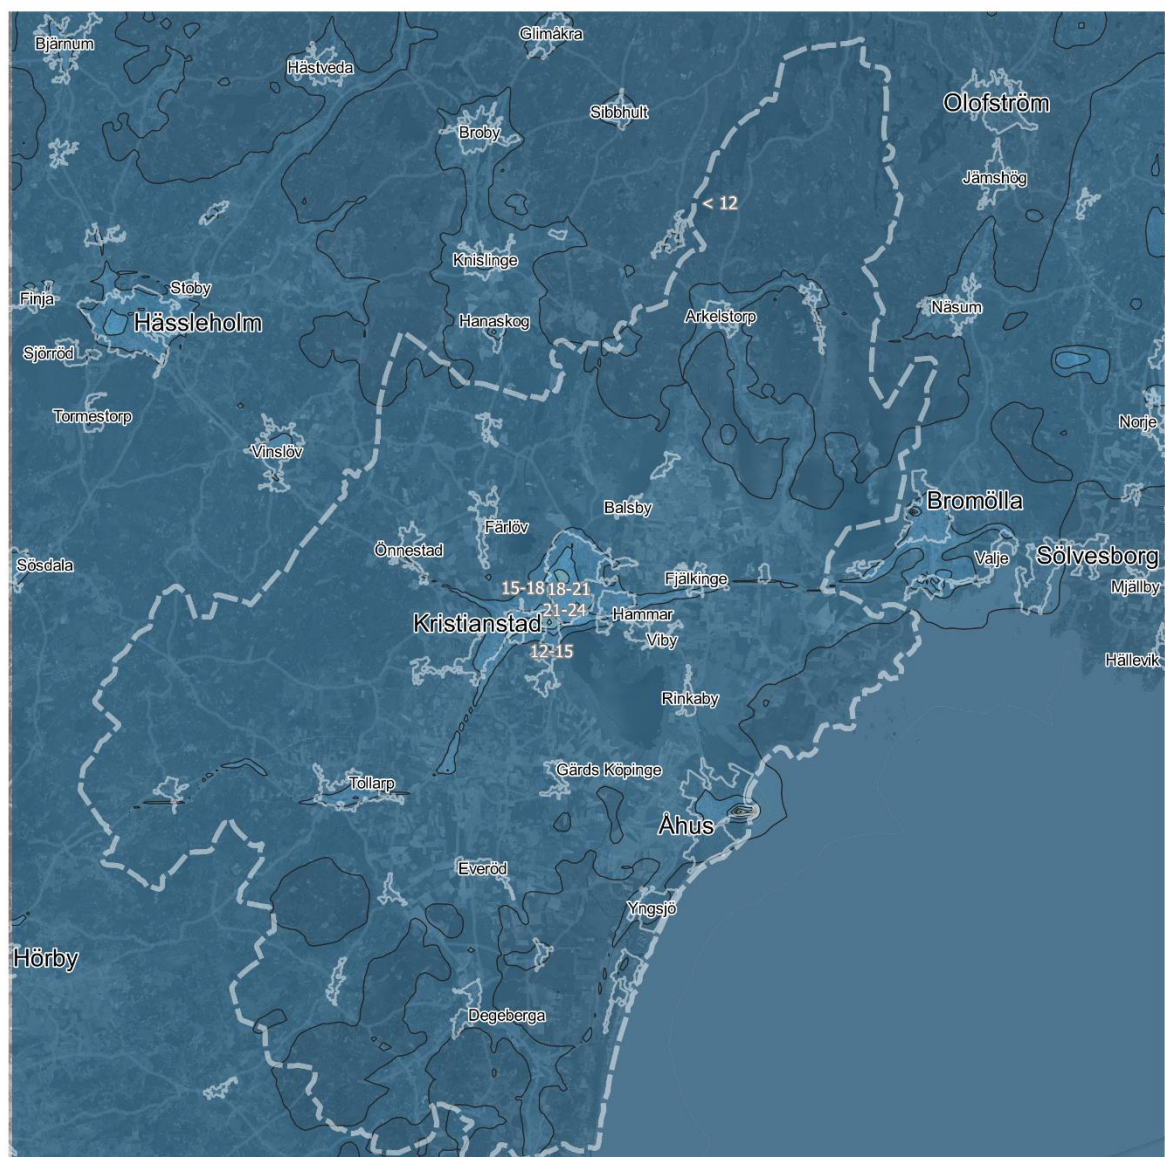 Bjärnum
Glimåkra
Hästveda
Olofström
Sibbhult
Broby
Jämshög
< 12
Knislinge
Finja
Stoby
Näsum
Arkelstorp
Hanaskog
Hässleholm
Sjörröd
Tormestorp
Norje
Vinslöv
Bromölla
Balsby
Färlöv
Önnestad
Sölvesborg
Valje
Sösdala
Fjälkinge
Mjällby
15-18
18-21
21-24
Hammar
Kristianstad
Viby
12-15
Hällevik
Rinkaby
Gärds Köpinge
Tollarp
Åhus
Everöd
Yngsjö
Hörby
Degeberga